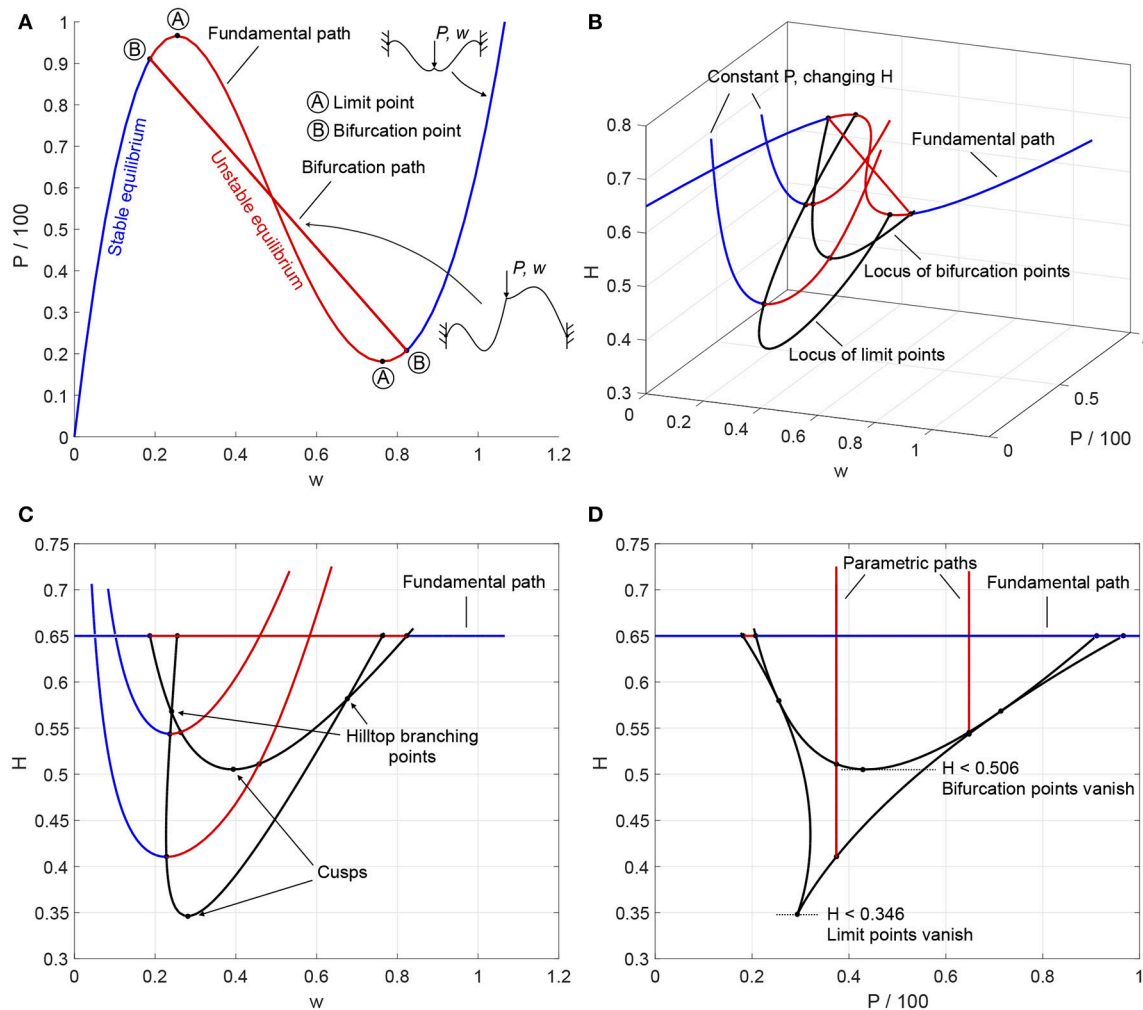 A
1
0.9
0.8
0.7
0.6
0.5
0.4
0.3
0.2
0.1
0
P / 100
0
0.2
0.4
0.6
0.8
1
1.2
w
A
B
Fundamental path
P, w
A Limit point
B Bifurcation point
Bifurcation path
Stable equilibrium
Unstable equilibrium
P, w
A
B
B
Constant P, changing H
Fundamental path
Locus of bifurcation points
Locus of limit points
0.8
0.7
0.6
0.5
0.4
0.3
H
0
0.2
0.4
0.6
0.8
1
w
0
0.5
P / 100
C
0.75
0.7
0.65
0.6
0.55
0.5
0.45
0.4
0.35
0.3
H
Fundamental path
Hilltop branching
points
Cusps
0
0.2
0.4
0.6
0.8
1
1.2
w
D
0.75
0.7
0.65
0.6
0.55
0.5
0.45
0.4
0.35
0.3
H
Parametric paths
Fundamental path
H < 0.506
Bifurcation points vanish
H < 0.346
Limit points vanish
0
0.2
0.4
0.6
0.8
1
P / 100